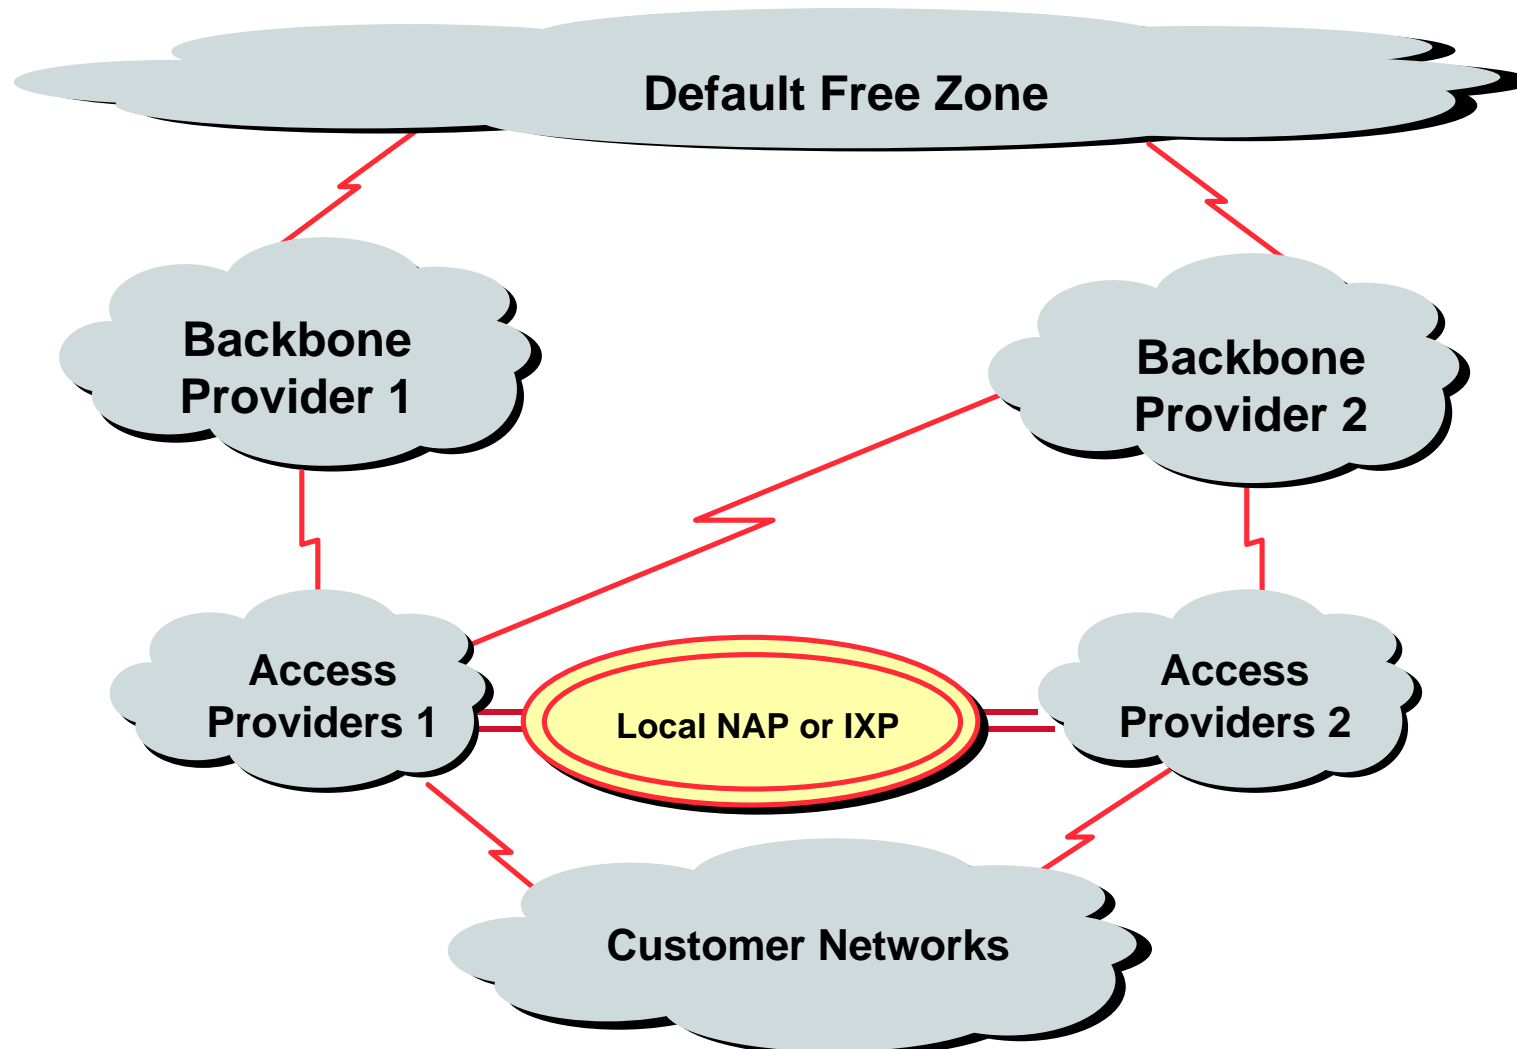 Default Free Zone
Backbone
Provider 1
Backbone
Provider 2
Access
Providers 1
Local NAP or IXP
Access
Providers 2
Customer Networks